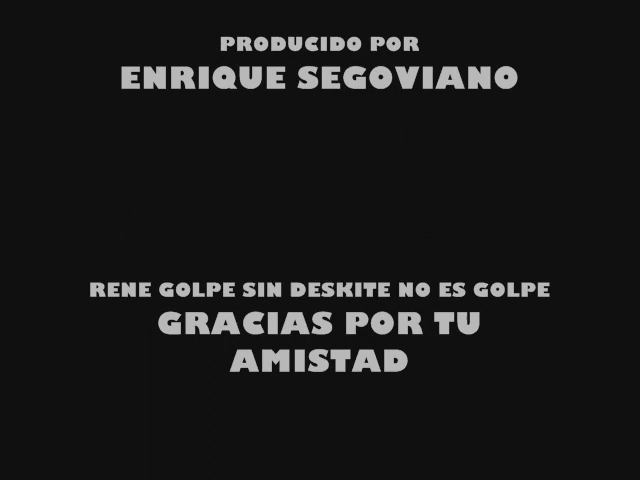 PRODUCIDO POR
ENRIQUE SEGOVIANO
RENE GOLPE SIN DESKITE NO ES GOLPE
GRACIAS POR TU
AMISTAD